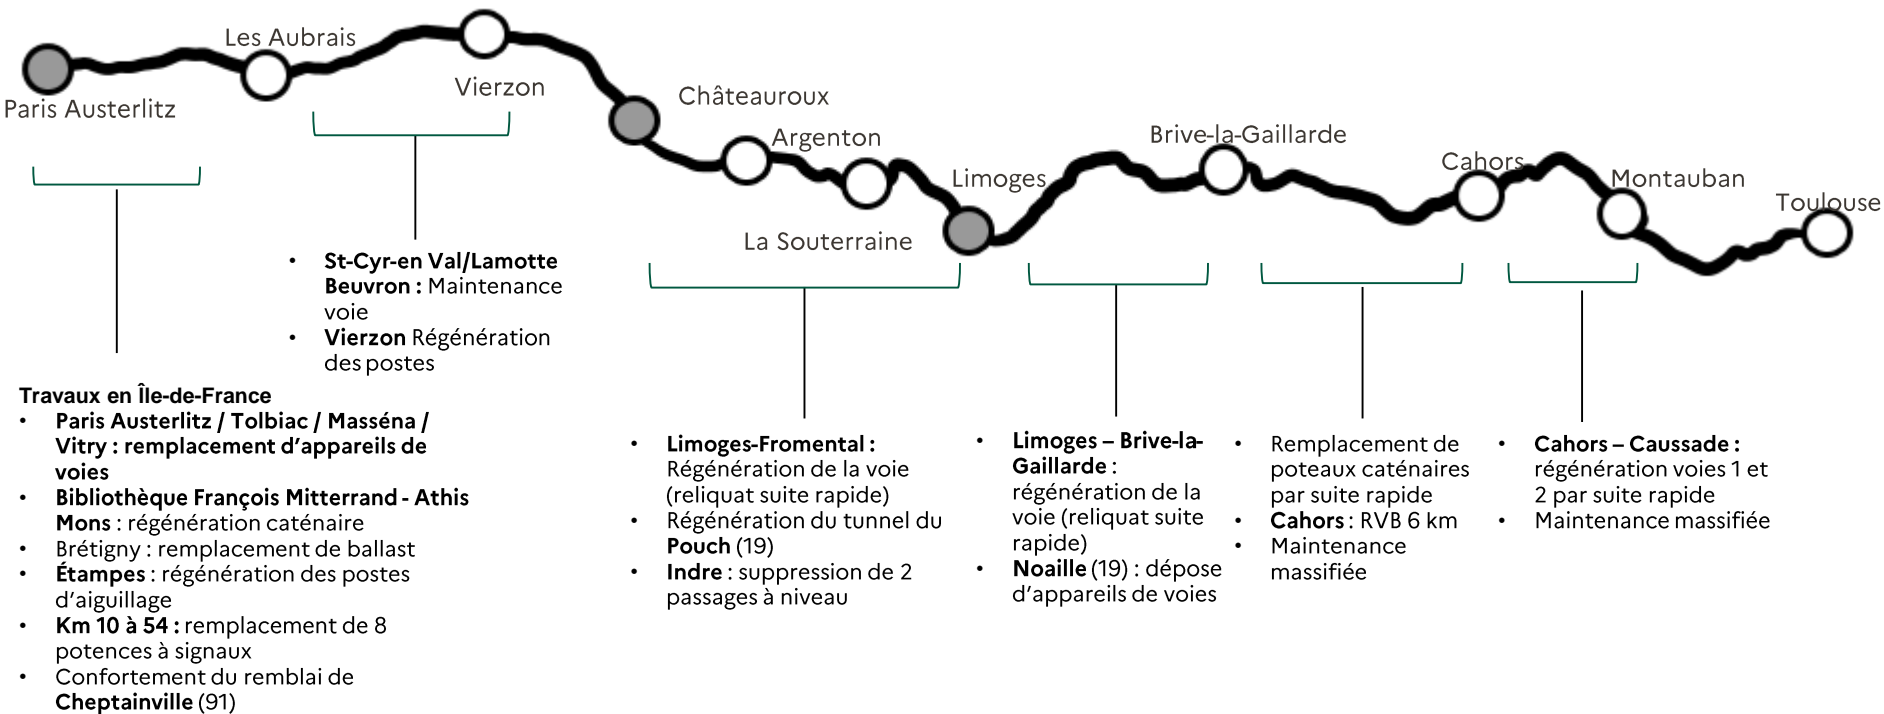 Les Aubrais
Vierzon
Paris Austerlitz
Châteauroux
Argenton
La Souterraine
Limoges
Brive-la-Gaillarde
Cahors
Montauban
Toulouse
• St-Cyr-en Val/Lamotte
Beuvron : Maintenance
voie
• Vierzon Régénération
des postes
Travaux en Île-de-France
• Paris Austerlitz / Tolbiac / Masséna /
Vitry : remplacement d’appareils de
voies
• Bibliothèque François Mitterrand - Athis
Mons : régénération caténaire
• Brétigny : remplacement de ballast
• Étampes : régénération des postes
d’aiguillage
• Km 10 à 54 : remplacement de 8
potences à signaux
• Confortement du remblai de
Cheptainville (91)
• Limoges-Fromental :
Régénération de la voie
(reliquat suite rapide)
• Régénération du tunnel du
Pouch (19)
• Indre : suppression de 2
passages à niveau
• Limoges – Brive-la-
Gaillarde :
régénération de la
voie (reliquat suite
rapide)
• Noaille (19) : dépose
d’appareils de voies
• Remplacement de
poteaux caténaires
par suite rapide
• Cahors : RVB 6 km
• Maintenance
massifiée
• Cahors – Caussade :
régénération voies 1 et
2 par suite rapide
• Maintenance massifiée